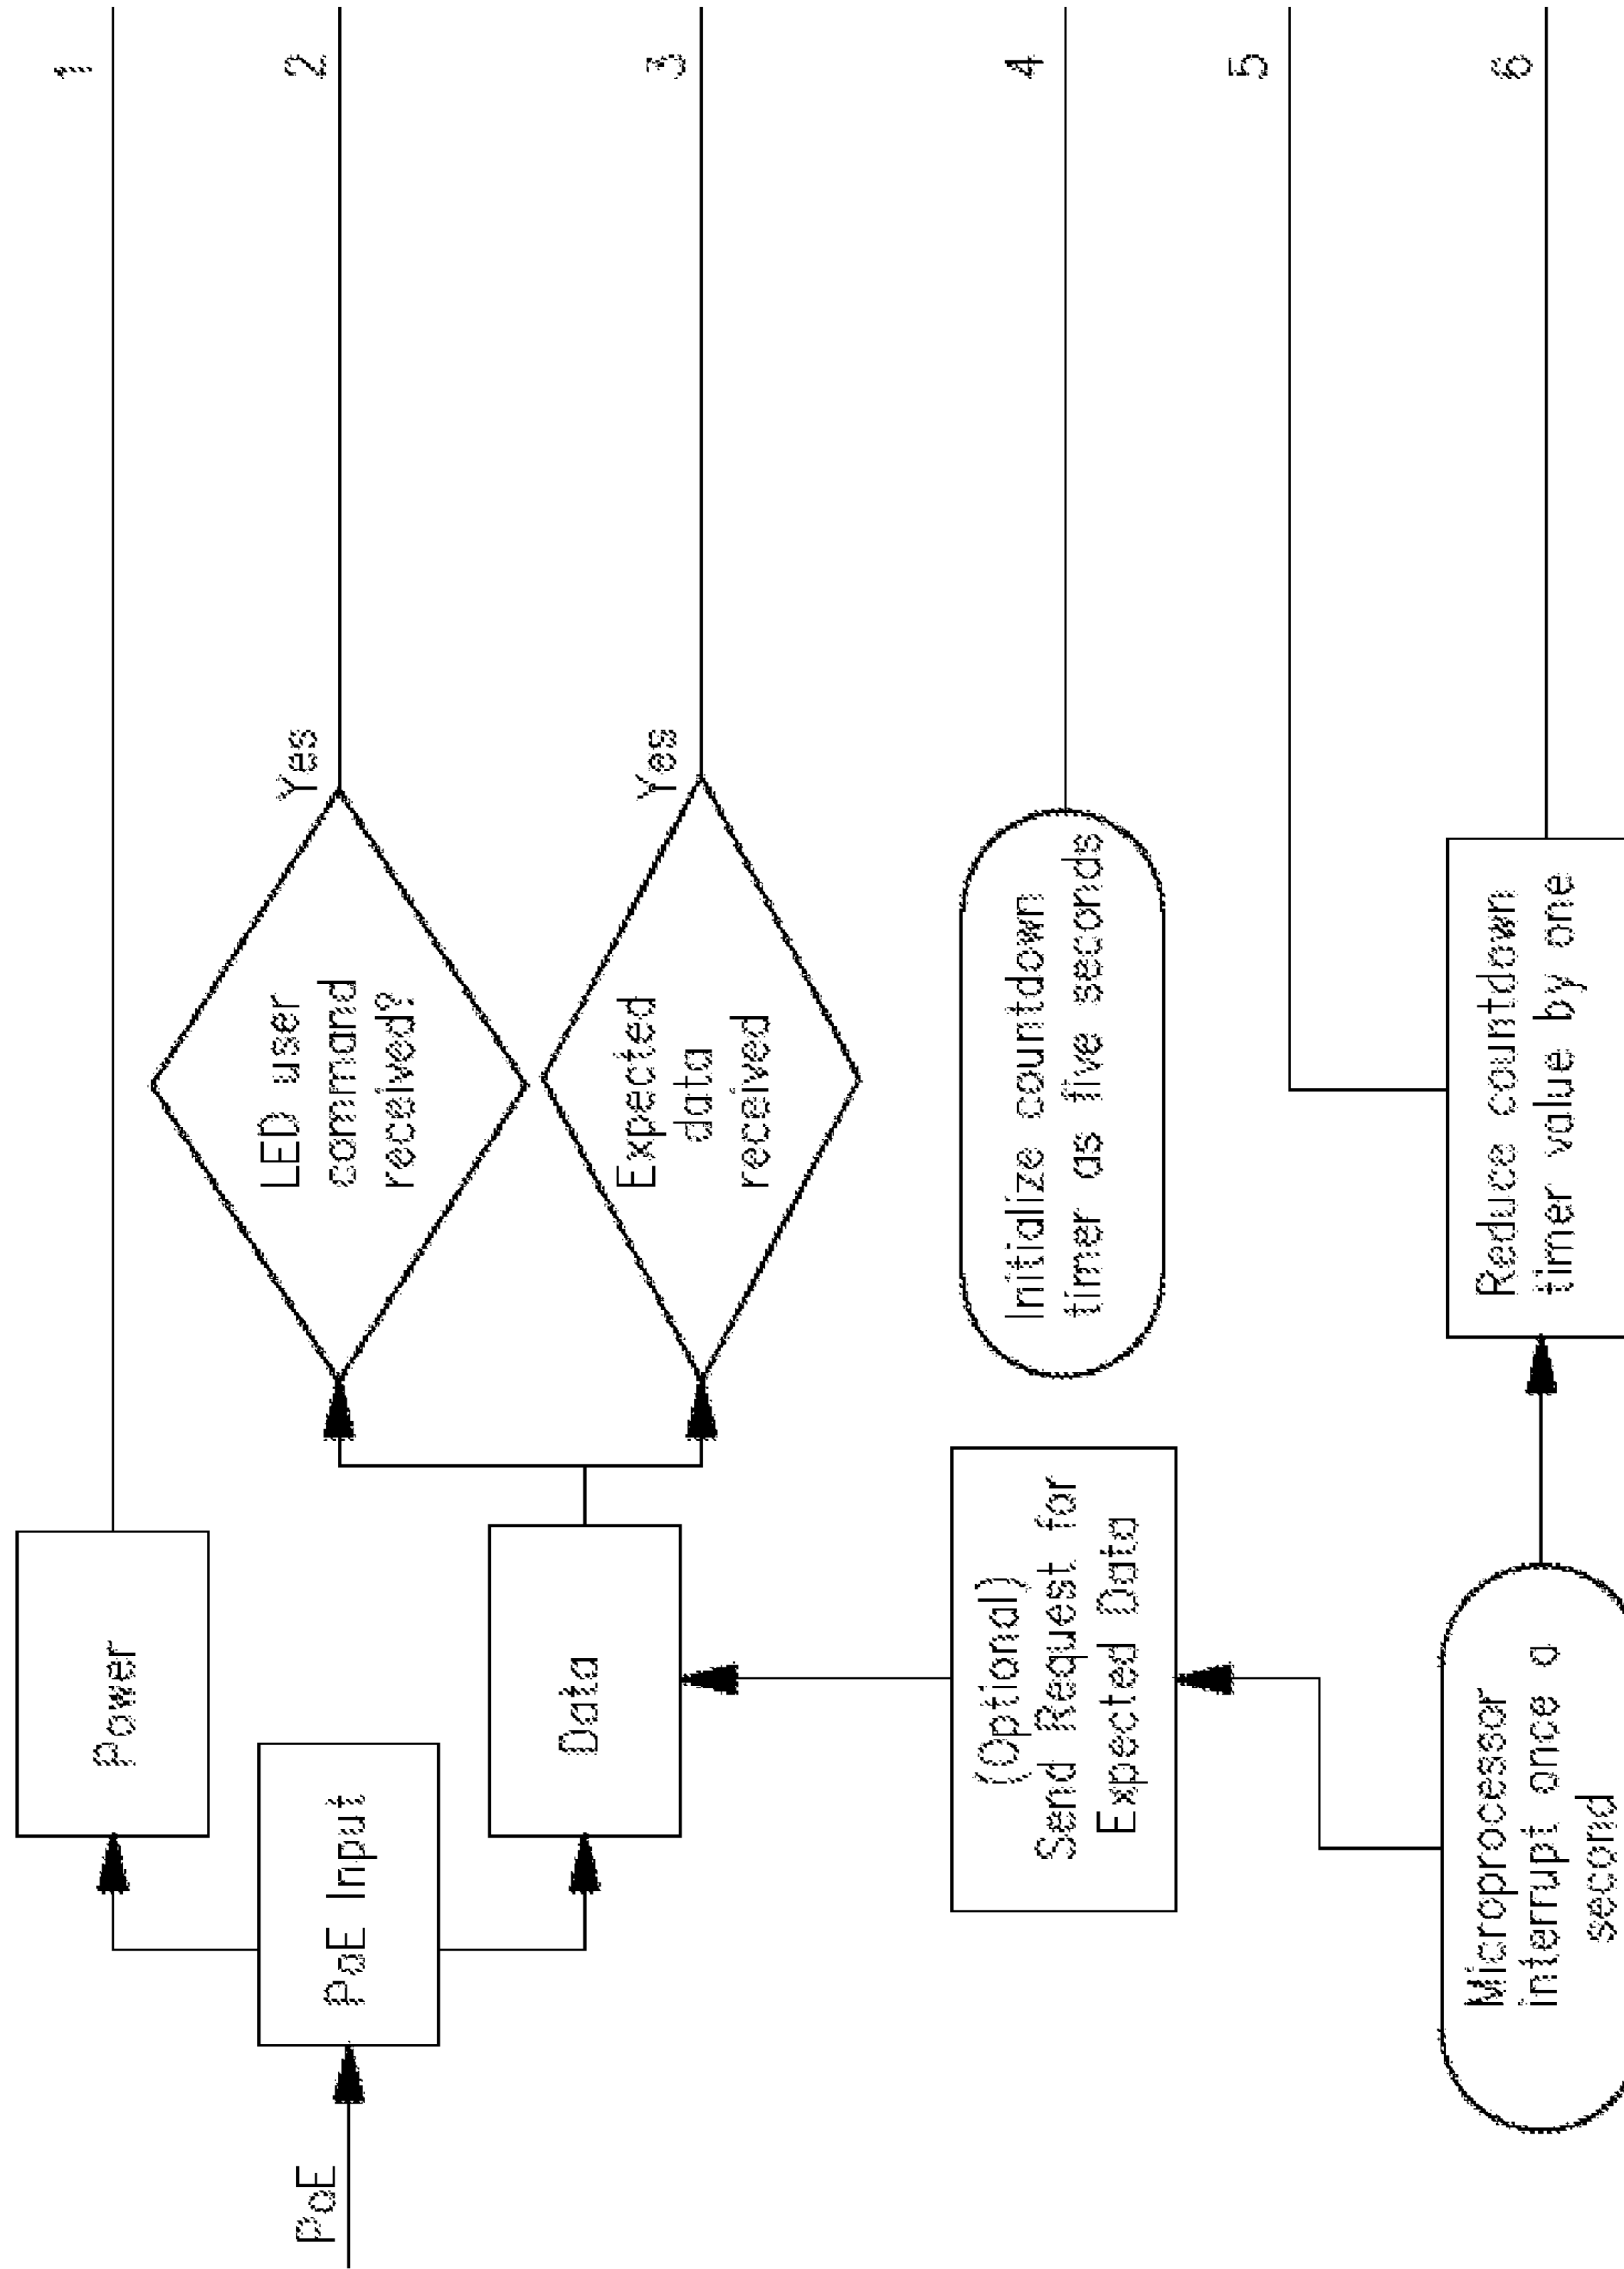 PoE
PoE Input
Power
1
Data
LED user
command
received?
Yes
2
Expected
data
received
Yes
3
(Optional)
Send Request for
Expected Data
Initialize countdown
timer as five seconds
4
5
Microprocessor
interrupt once a
second
Reduce countdown
timer value by one
6